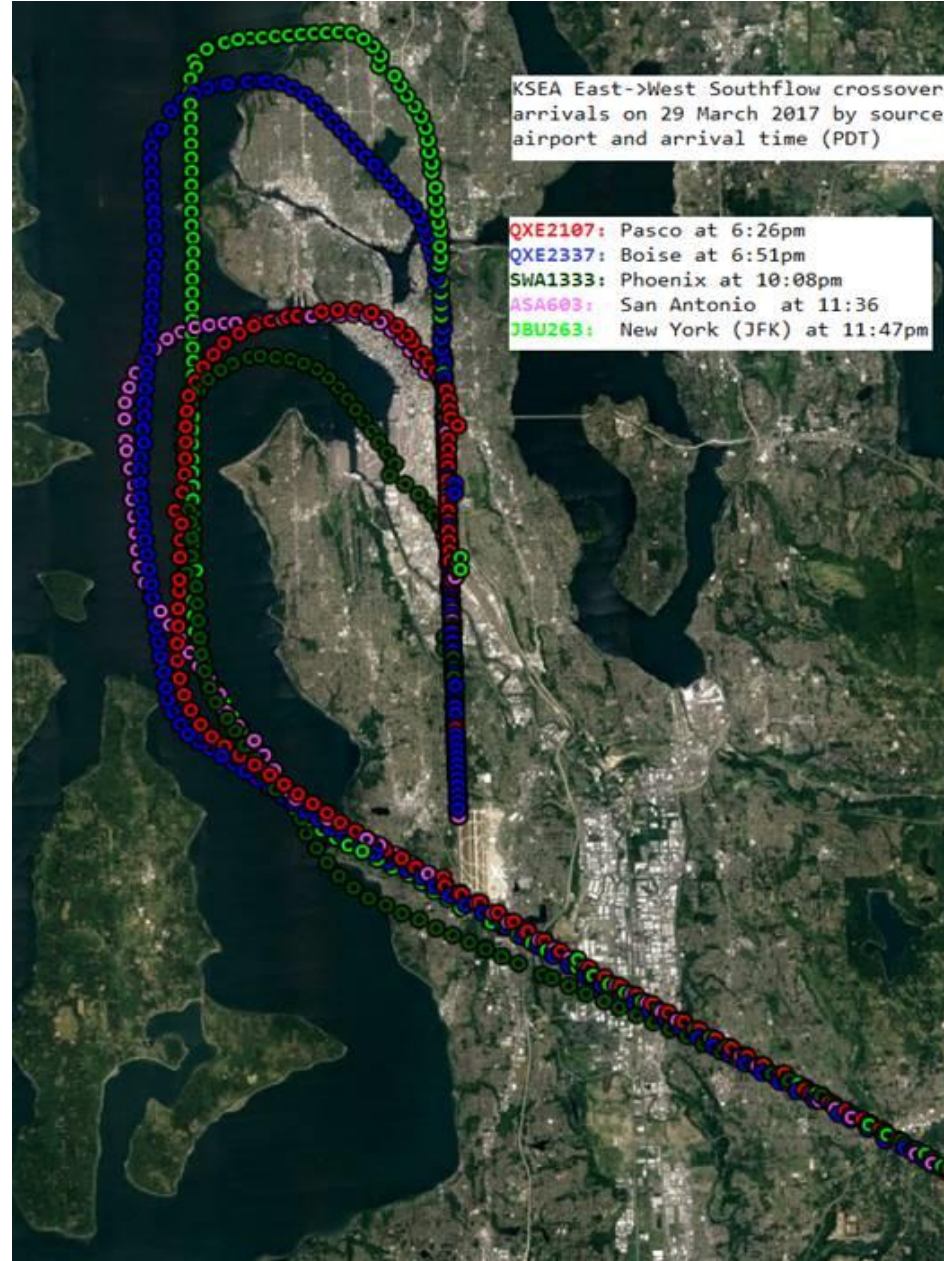 KSEA East->West Southflow crossover
arrivals on 29 March 2017 by source
airport and arrival time (PDT)
QXE2107: Pasco at 6:26pm
QXE2337: Boise at 6:51pm
SWA1333: Phoenix at 10:08pm
ASA603: San Antonio at 11:36
JBU263: New York (JFK) at 11:47pm